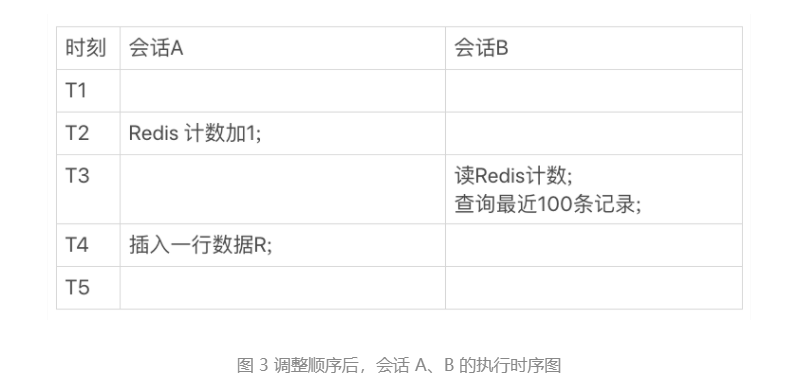 时刻 会话A 会话B
T1
T2 Redis 计数加1;
T3 读Redis计数;
查询最近100条记录;
T4 插入一行数据R;
T5
图 3 调整顺序后，会话 A、B 的执行时序图